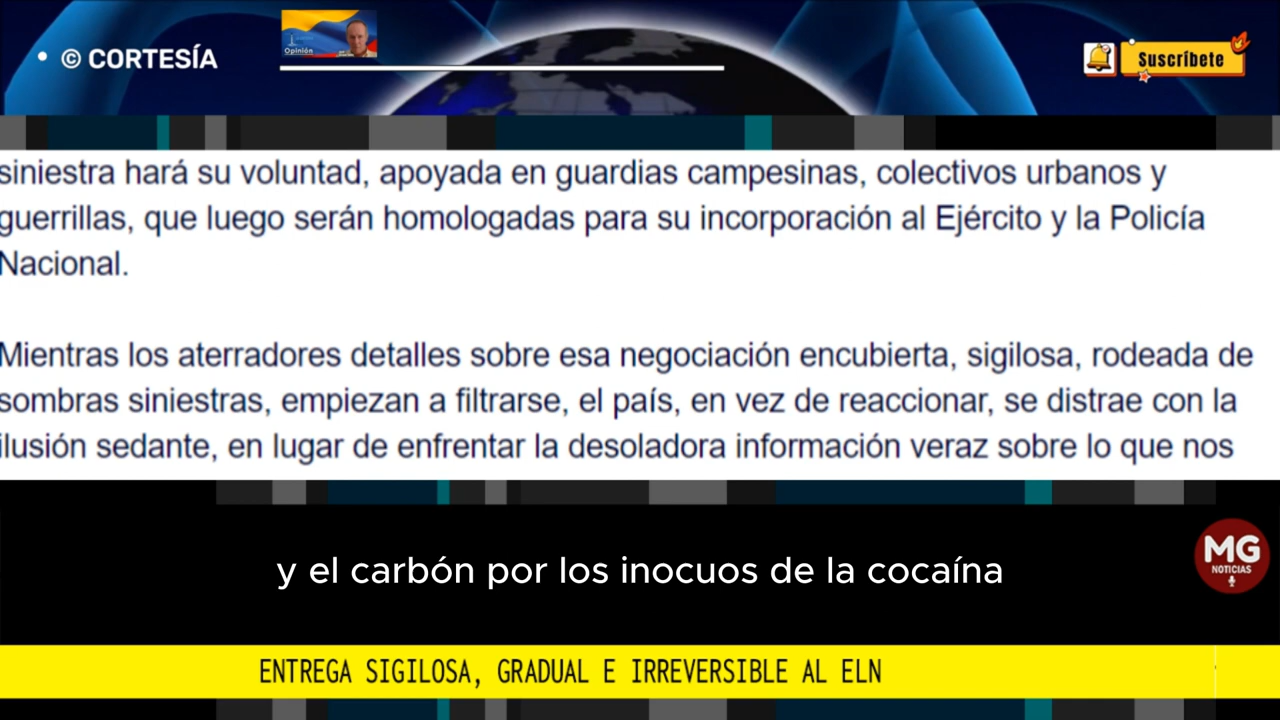 © CORTESÍA
Opinión
Suscríbete
siniestra hará su voluntad, apoyada en guardias campesinas, colectivos urbanos y
guerrillas, que luego serán homologadas para su incorporación al Ejército y la Policía
Nacional.
Mientras los aterradores detalles sobre esa negociación encubierta, sigilosa, rodeada de
sombras siniestras, empiezan a filtrarse, el país, en vez de reaccionar, se distrae con la
ilusión sedante, en lugar de enfrentar la desoladora información veraz sobre lo que nos
y el carbón por los inocuos de la cocaína
MG
NOTICIAS
ENTREGA SIGILOSA, GRADUAL E IRREVERSIBLE AL ELN